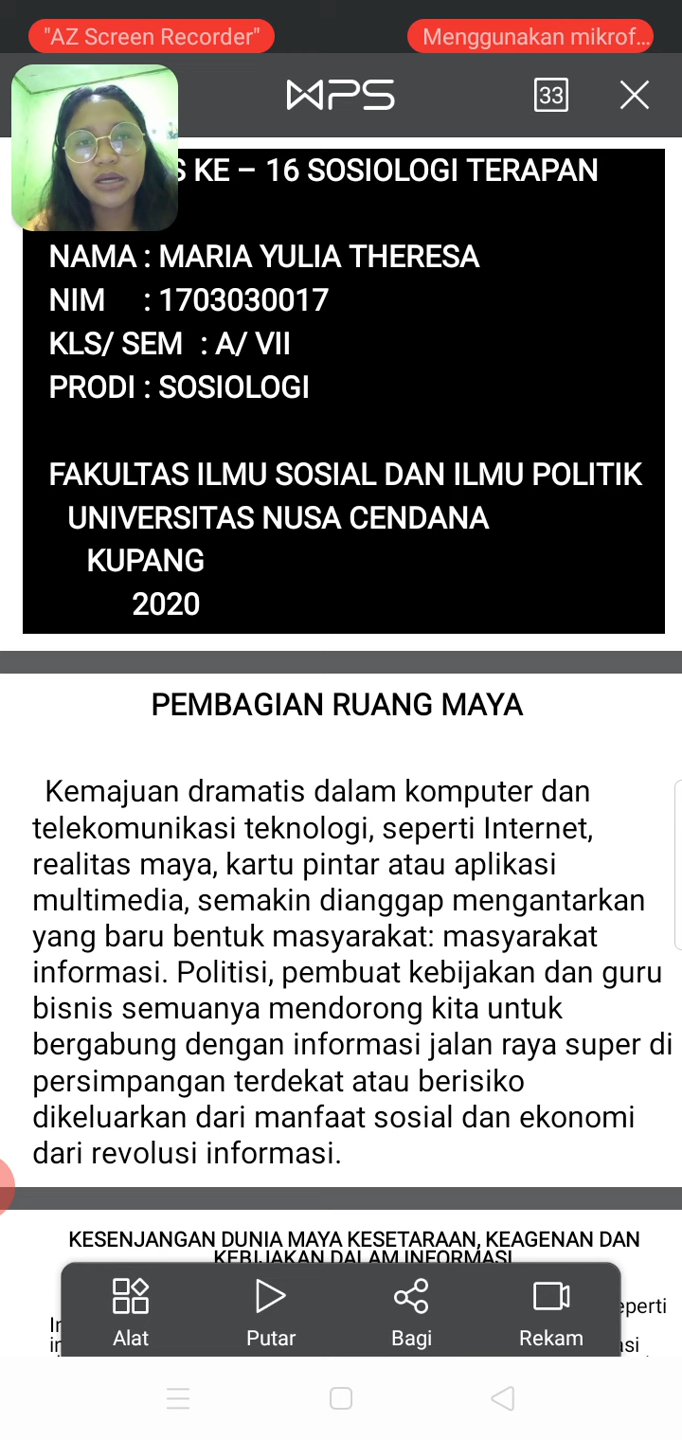 "AZ Screen Recorder"
Menggunakan mikrof...
WPS
33
S KE – 16 SOSIOLOGI TERAPAN
NAMA : MARIA YULIA THERESA
NIM : 1703030017
KLS/ SEM : A/ VII
PRODI : SOSIOLOGI
FAKULTAS ILMU SOSIAL DAN ILMU POLITIK
UNIVERSITAS NUSA CENDANA
KUPANG
2020
PEMBAGIAN RUANG MAYA
Kemajuan dramatis dalam komputer dan
telekomunikasi teknologi, seperti Internet,
realitas maya, kartu pintar atau aplikasi
multimedia, semakin dianggap mengantarkan
yang baru bentuk masyarakat: masyarakat
informasi. Politisi, pembuat kebijakan dan guru
bisnis semuanya mendorong kita untuk
bergabung dengan informasi jalan raya super di
persimpangan terdekat atau berisiko
dikeluarkan dari manfaat sosial dan ekonomi
dari revolusi informasi.
KESENJANGAN DUNIA MAYA KESETARAAN, KEAGENAN DAN
KEBIJAKAN DALAM INFORMASI
Alat
Putar
Bagi
Rekam